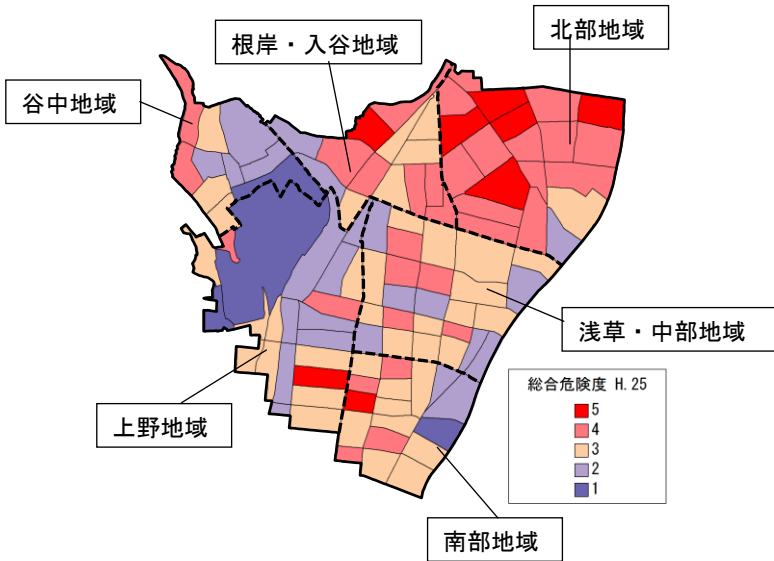 北部地域
根岸・入谷地域
谷中地域
浅草・中部地域
上野地域
南部地域
総合危険度 H.25
5
4
3
2
1